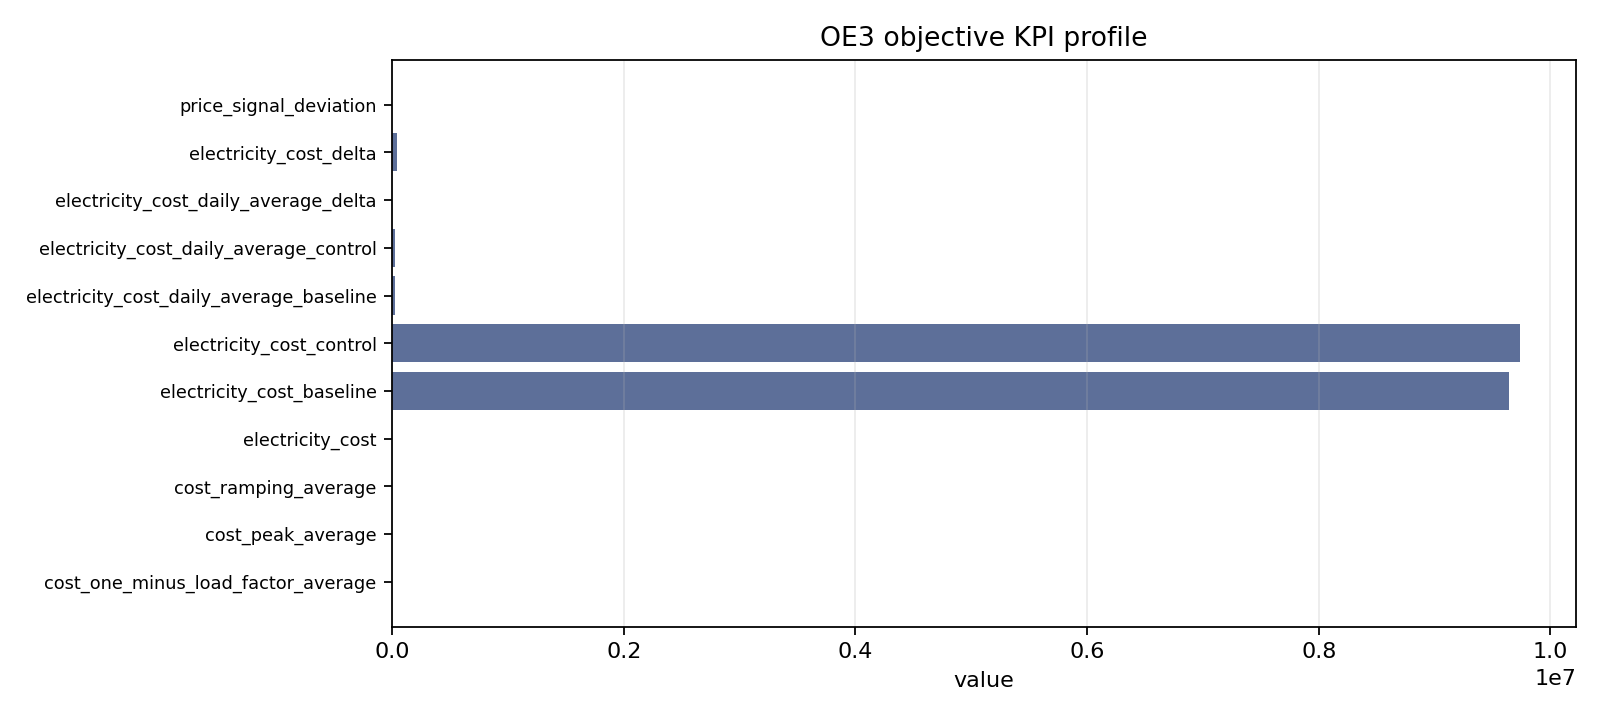 OE3 objective KPI profile
price_signal_deviation
electricity_cost_delta
electricity_cost_daily_average_delta
electricity_cost_daily_average_control
electricity_cost_daily_average_baseline
electricity_cost_control
electricity_cost_baseline
electricity_cost
cost_ramping_average
cost_peak_average
cost_one_minus_load_factor_average
0.0 0.2 0.4 0.6 0.8 1.0
1e7
value